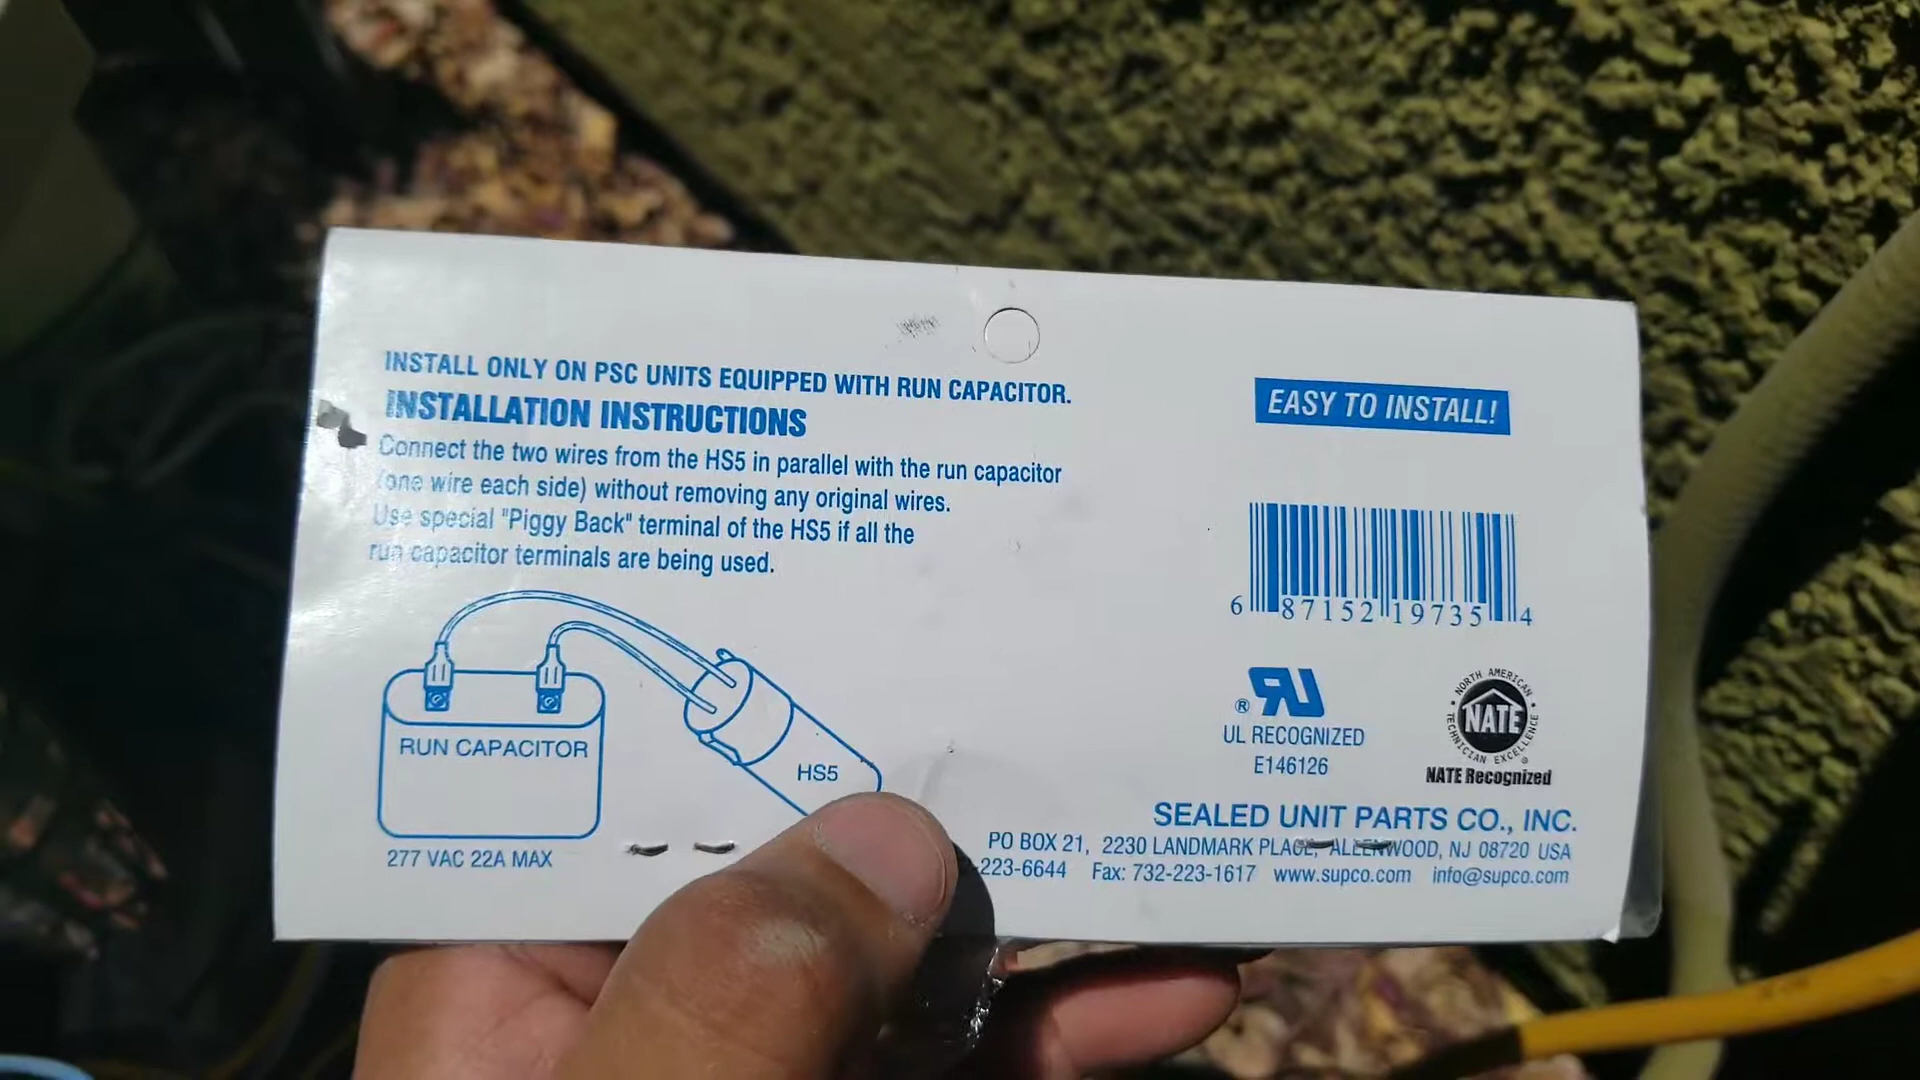 INSTALL ONLY ON PSC UNITS EQUIPPED WITH RUN CAPACITOR.
INSTALLATION INSTRUCTIONS
Connect the two wires from the HS5 in parallel with the run capacitor
(one wire each side) without removing any original wires.
Use special "Piggy Back" terminal of the HS5 if all the
run capacitor terminals are being used.
RUN CAPACITOR
HS5
277 VAC 22A MAX
EASY TO INSTALL!
6 87152 19735 4
® RU
UL RECOGNIZED
E146126
NORTH AMERICAN
NATE
TECHNICIAN EXCELLENCE
NATE Recognized
SEALED UNIT PARTS CO., INC.
PO BOX 21, 2230 LANDMARK PLACE, ALLENWOOD, NJ 08720 USA
-223-6644 Fax: 732-223-1617 www.supco.com info@supco.com